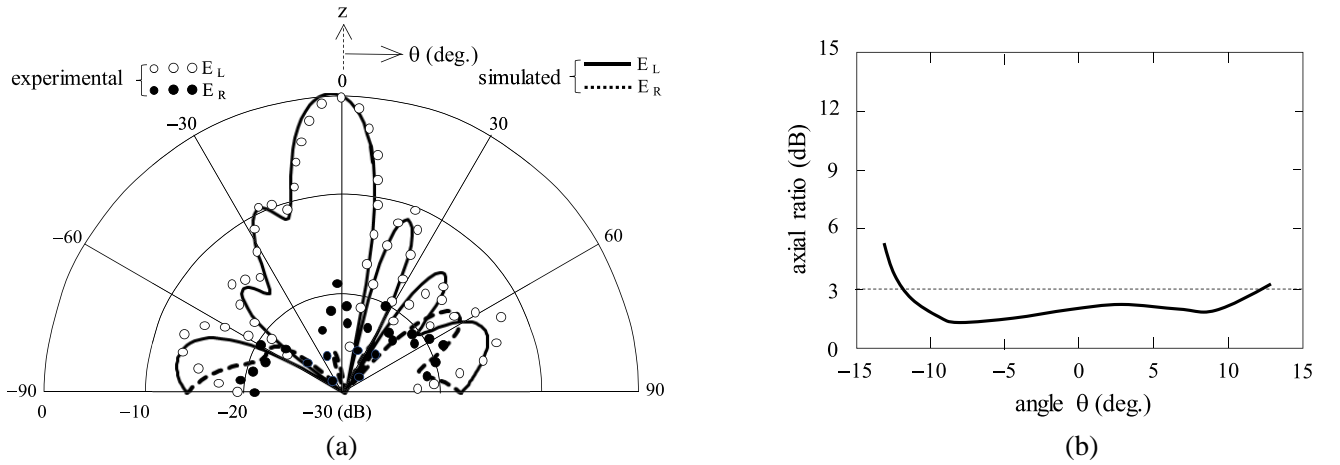 z
θ (deg.)
experimental
E L
E R
simulated
E L
E R
0
−30
30
−60
60
−90
90
0
−10
−20
−30 (dB)
(a)
15
12
9
6
3
0
axial ratio (dB)
−15
−10
−5
0
5
10
15
angle θ (deg.)
(b)